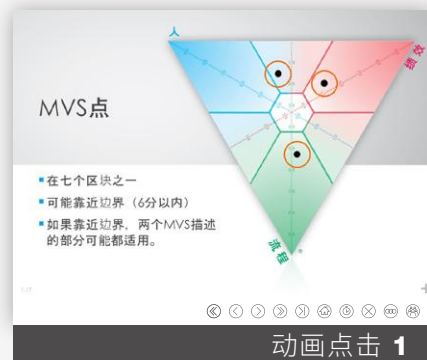 人
绩效
MVS点
在七个区块之一
可能靠近边界（6分以内）
如果靠近边界，两个MVS描述
的部分可能都适用。
流程
动画点击 1